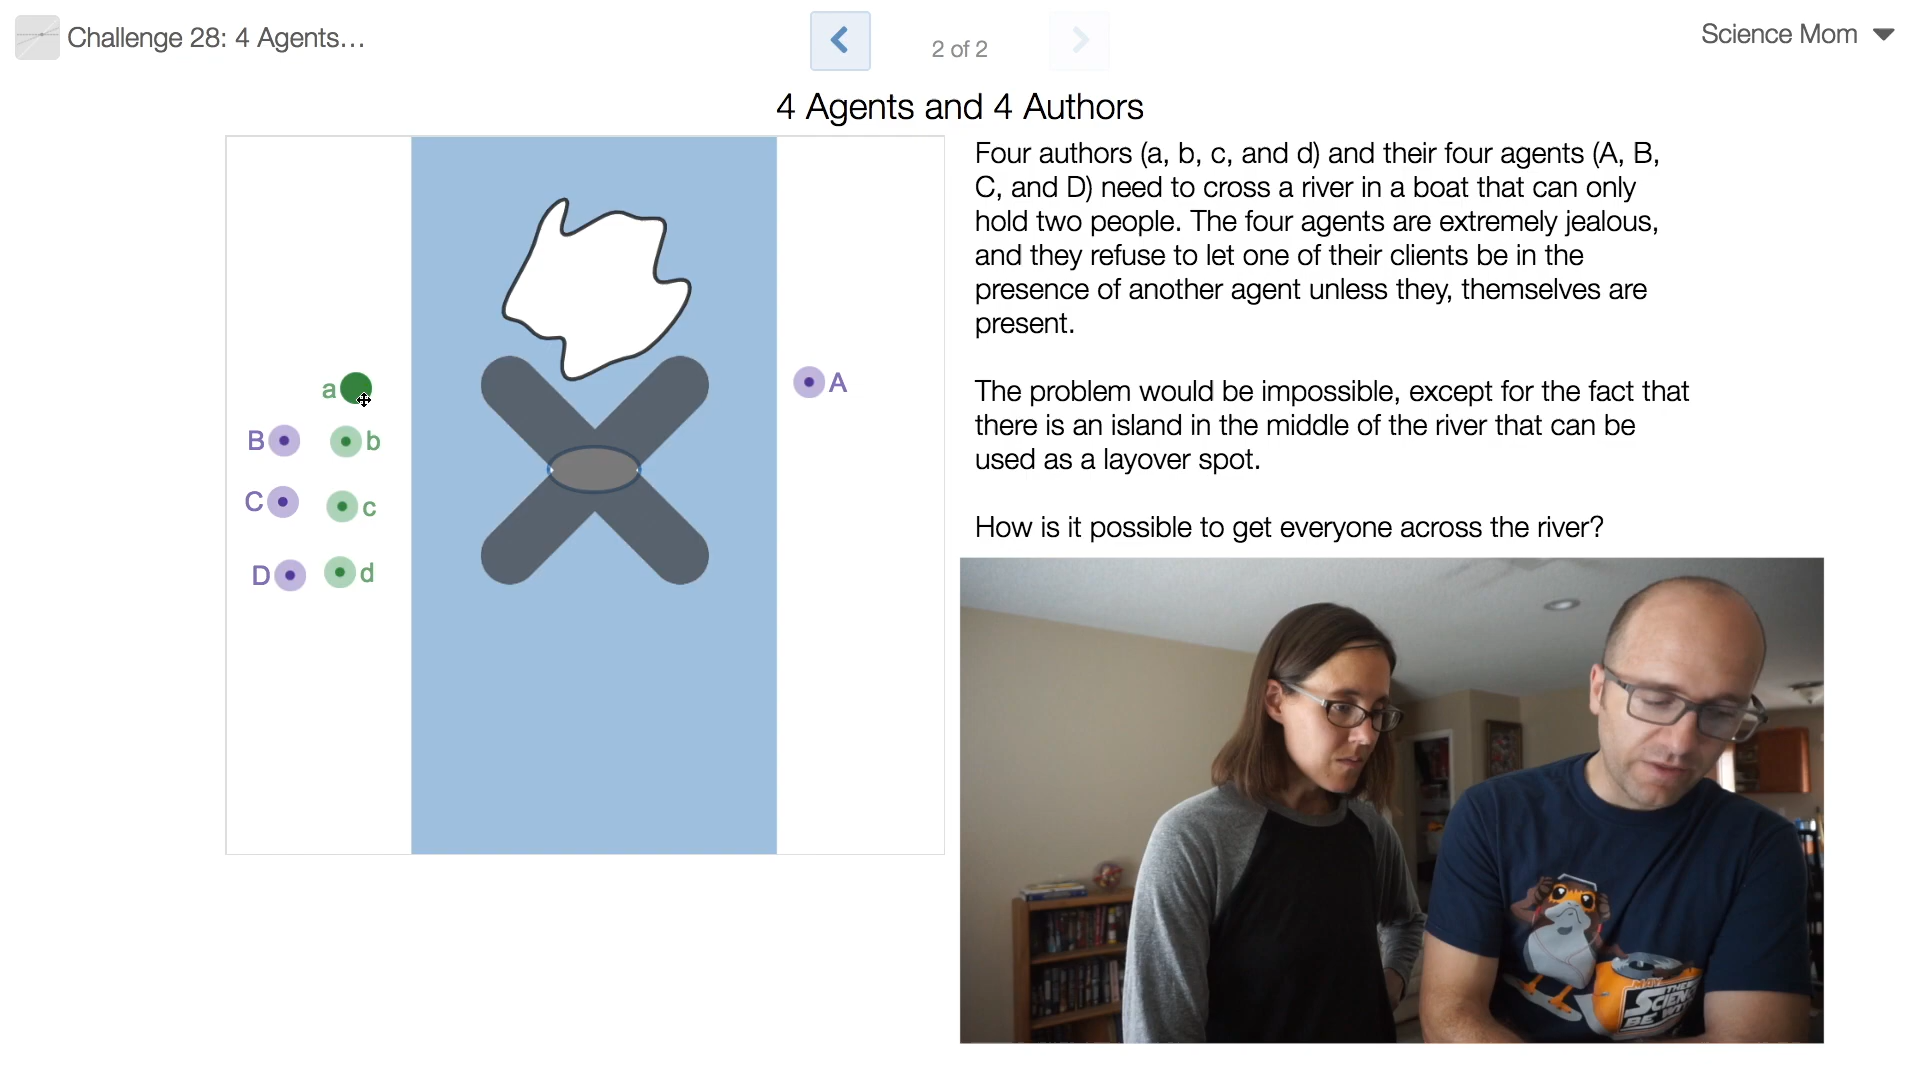 Challenge 28: 4 Agents…
2 of 2
Science Mom
4 Agents and 4 Authors
Four authors (a, b, c, and d) and their four agents (A, B,
C, and D) need to cross a river in a boat that can only
hold two people. The four agents are extremely jealous,
and they refuse to let one of their clients be in the
presence of another agent unless they, themselves are
present.
The problem would be impossible, except for the fact that
there is an island in the middle of the river that can be
used as a layover spot.
How is it possible to get everyone across the river?
a
A
B
b
C
c
D
d
MAY
THE
SCIENCE
BE WITH